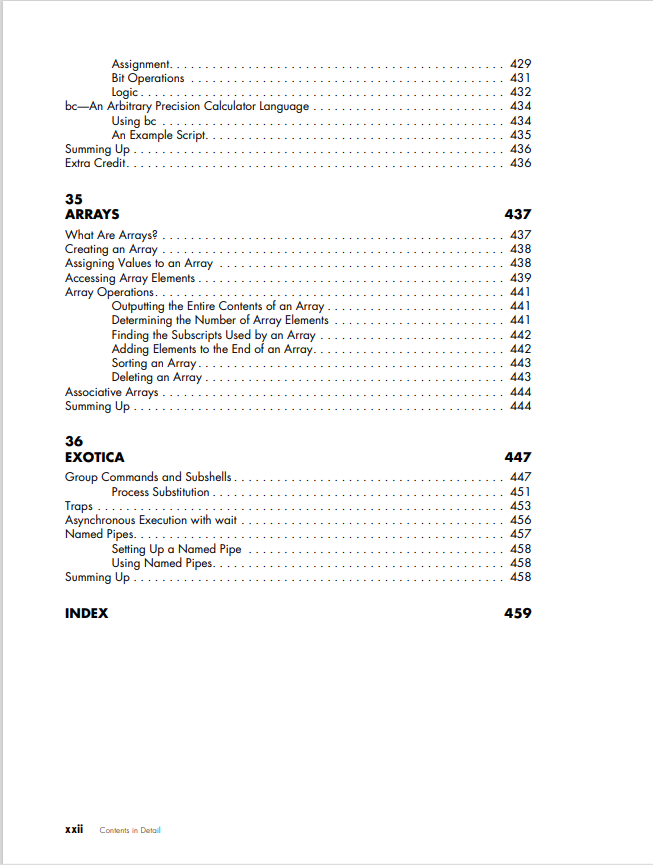 Assignment. . . . . . . . . . . . . . . . . . . . . . . . . . . . . . . . . . . . . . . . . . . . . . 429
Bit Operations . . . . . . . . . . . . . . . . . . . . . . . . . . . . . . . . . . . . . . . . . . . . 431
Logic . . . . . . . . . . . . . . . . . . . . . . . . . . . . . . . . . . . . . . . . . . . . . . . . . . 432
bc—An Arbitrary Precision Calculator Language . . . . . . . . . . . . . . . . . . . . . . . . . . . 434
Using bc . . . . . . . . . . . . . . . . . . . . . . . . . . . . . . . . . . . . . . . . . . . . . . . 434
An Example Script. . . . . . . . . . . . . . . . . . . . . . . . . . . . . . . . . . . . . . . . . . 435
Summing Up . . . . . . . . . . . . . . . . . . . . . . . . . . . . . . . . . . . . . . . . . . . . . . . . . . . 436
Extra Credit. . . . . . . . . . . . . . . . . . . . . . . . . . . . . . . . . . . . . . . . . . . . . . . . . . . . 436
35
ARRAYS 437
What Are Arrays? . . . . . . . . . . . . . . . . . . . . . . . . . . . . . . . . . . . . . . . . . . . . . . . 437
Creating an Array . . . . . . . . . . . . . . . . . . . . . . . . . . . . . . . . . . . . . . . . . . . . . . . 438
Assigning Values to an Array . . . . . . . . . . . . . . . . . . . . . . . . . . . . . . . . . . . . . . . . 438
Accessing Array Elements . . . . . . . . . . . . . . . . . . . . . . . . . . . . . . . . . . . . . . . . . . 439
Array Operations. . . . . . . . . . . . . . . . . . . . . . . . . . . . . . . . . . . . . . . . . . . . . . . . 441
Outputting the Entire Contents of an Array . . . . . . . . . . . . . . . . . . . . . . . . . 441
Determining the Number of Array Elements . . . . . . . . . . . . . . . . . . . . . . . . 441
Finding the Subscripts Used by an Array . . . . . . . . . . . . . . . . . . . . . . . . . . 442
Adding Elements to the End of an Array. . . . . . . . . . . . . . . . . . . . . . . . . . . 442
Sorting an Array . . . . . . . . . . . . . . . . . . . . . . . . . . . . . . . . . . . . . . . . . . 443
Deleting an Array . . . . . . . . . . . . . . . . . . . . . . . . . . . . . . . . . . . . . . . . . 443
Associative Arrays . . . . . . . . . . . . . . . . . . . . . . . . . . . . . . . . . . . . . . . . . . . . . . . 444
Summing Up . . . . . . . . . . . . . . . . . . . . . . . . . . . . . . . . . . . . . . . . . . . . . . . . . . . 444
36
EXOTICA 447
Group Commands and Subshells . . . . . . . . . . . . . . . . . . . . . . . . . . . . . . . . . . . . . . 447
Process Substitution . . . . . . . . . . . . . . . . . . . . . . . . . . . . . . . . . . . . . . . . 451
Traps . . . . . . . . . . . . . . . . . . . . . . . . . . . . . . . . . . . . . . . . . . . . . . . . . . . . . . . . 453
Asynchronous Execution with wait . . . . . . . . . . . . . . . . . . . . . . . . . . . . . . . . . . . . . 456
Named Pipes. . . . . . . . . . . . . . . . . . . . . . . . . . . . . . . . . . . . . . . . . . . . . . . . . . . 457
Setting Up a Named Pipe . . . . . . . . . . . . . . . . . . . . . . . . . . . . . . . . . . . . 458
Using Named Pipes. . . . . . . . . . . . . . . . . . . . . . . . . . . . . . . . . . . . . . . . . 458
Summing Up . . . . . . . . . . . . . . . . . . . . . . . . . . . . . . . . . . . . . . . . . . . . . . . . . . . 458
INDEX 459
xxii Contents in Detail